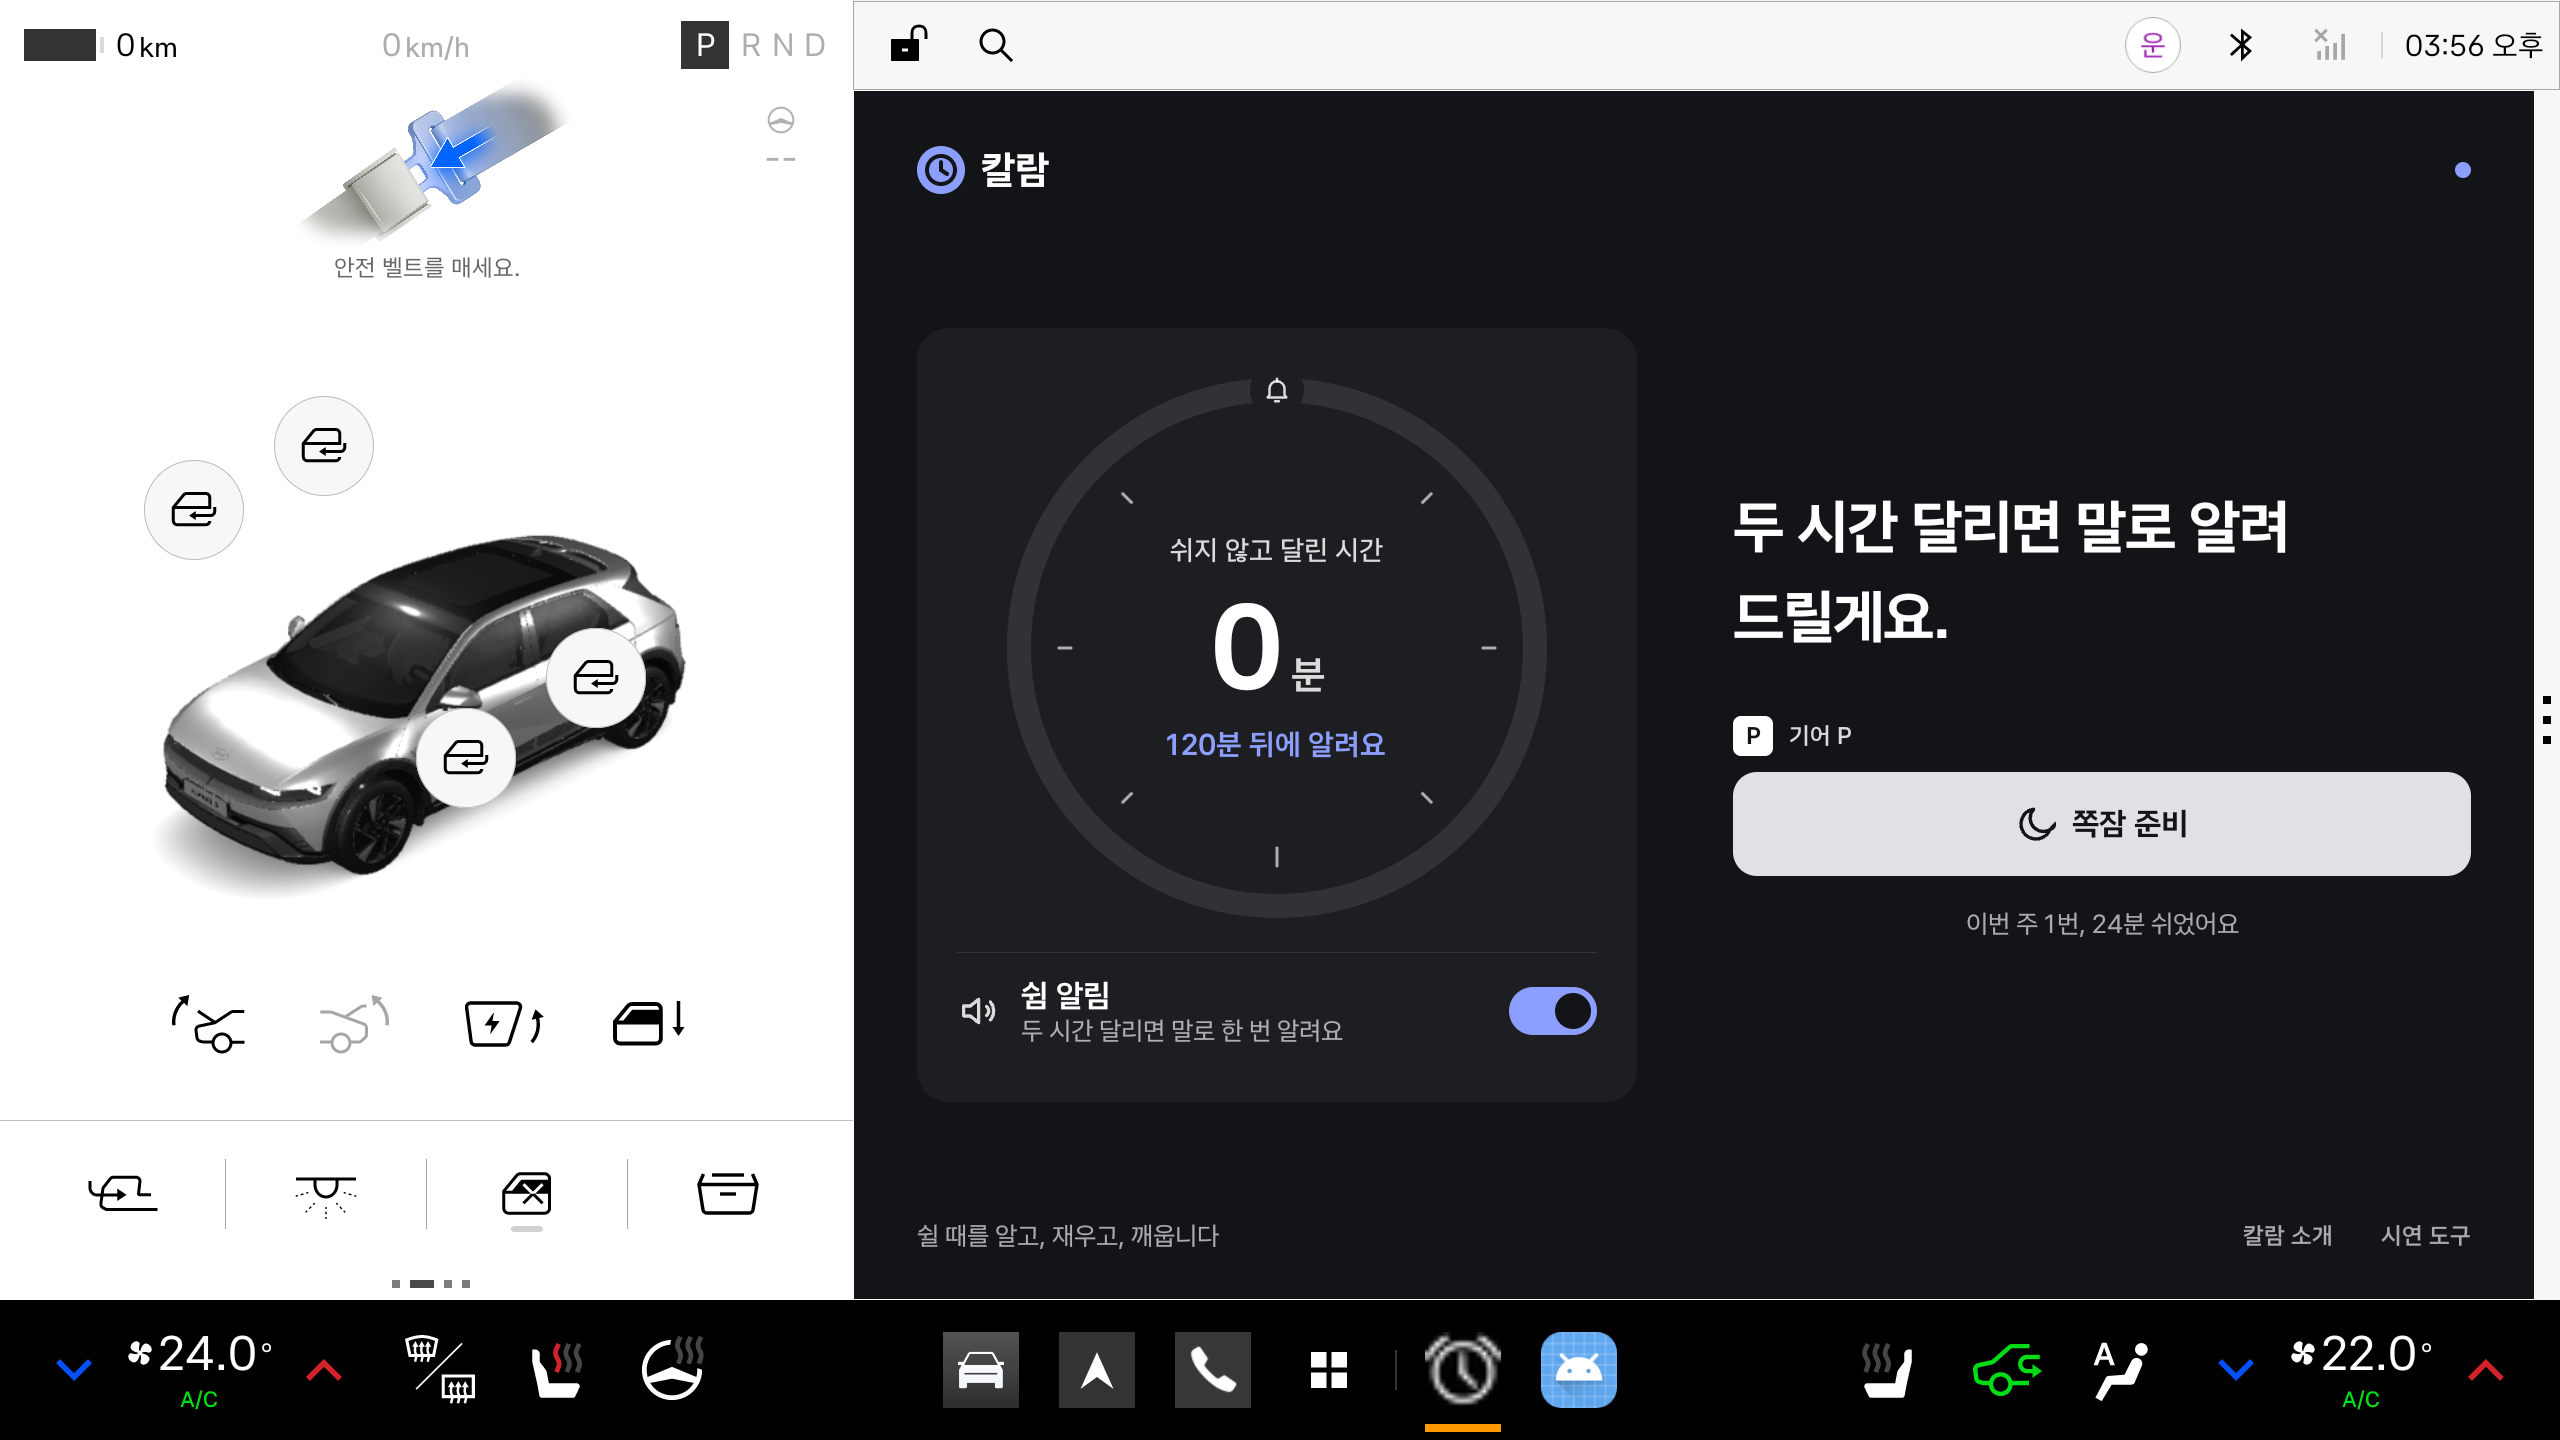 0 km
0 km/h
P R N D
안전 벨트를 매세요.
운
03:56 오후
칼람
쉬지 않고 달린 시간
0분
120분 뒤에 알려요
쉼 알림
두 시간 달리면 말로 한 번 알려요
두 시간 달리면 말로 알려
드릴게요.
P 기어 P
쪽잠 준비
이번 주 1번, 24분 쉬었어요
쉴 때를 알고, 재우고, 깨웁니다
칼람 소개
시연 도구
24.0°
A/C
A
22.0°
A/C